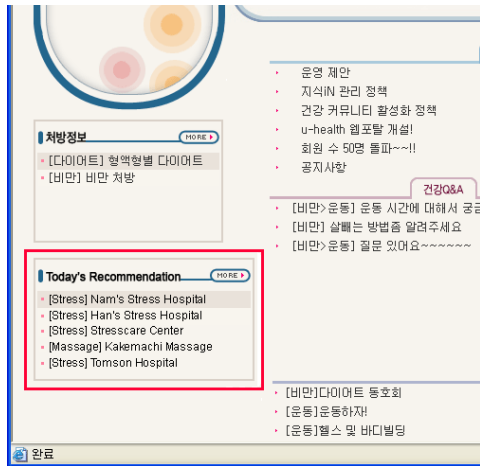 처방정보 MORE
[다이어트] 혈액형별 다이어트
[비만] 비만 처방
Today's Recommendation MORE
[Stress] Nam's Stress Hospital
[Stress] Han's Stress Hospital
[Stress] Stresscare Center
[Massage] Kakemachi Massage
[Stress] Tomson Hospital
운영 제안
지식iN 관리 정책
건강 커뮤니티 활성화 정책
u-health 웹포탈 개설!
회원 수 50명 돌파~~!!
공지사항
건강Q&A
[비만>운동] 운동 시간에 대해서 궁금
[비만] 살빼는 방법좀 알려주세요
[비만>운동] 질문 있어요~~~~~~
[비만]다이어트 동호회
[운동]운동하자!
[운동]헬스 및 바디빌딩
완료